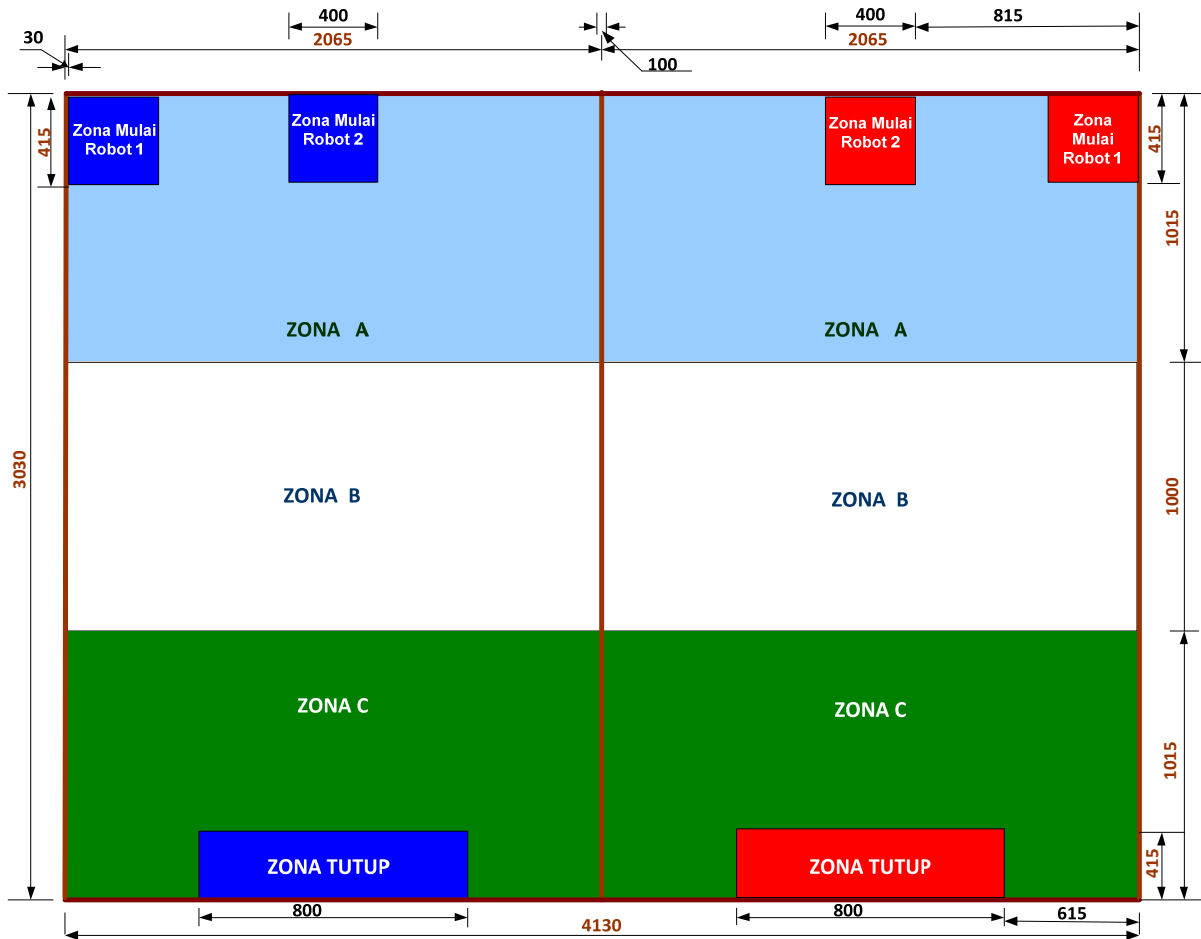 400
400
815
30
2065
2065
100
Zona Mulai
Robot 1
Zona Mulai
Robot 2
Zona Mulai
Robot 2
Zona
Mulai
Robot 1
415
415
1015
ZONA A
ZONA A
3030
ZONA B
ZONA B
1000
ZONA C
ZONA C
1015
ZONA TUTUP
ZONA TUTUP
415
800
800
615
4130